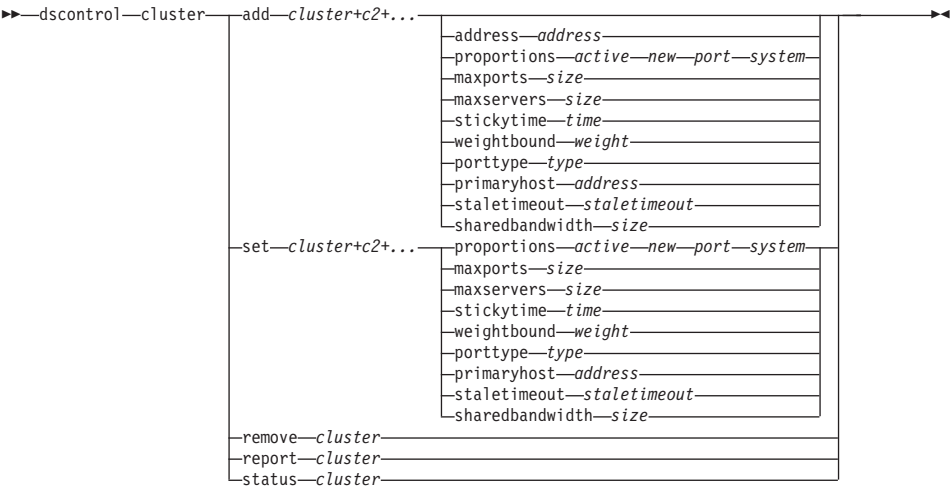 dscontrol cluster add cluster+c2+...
address address
proportions active new port system
maxports size
maxservers size
stickytime time
weightbound weight
porttype type
primaryhost address
staletimeout staletimeout
sharedbandwidth size
set cluster+c2+... proportions active new port system
maxports size
maxservers size
stickytime time
weightbound weight
porttype type
primaryhost address
staletimeout staletimeout
sharedbandwidth size
remove cluster
report cluster
status cluster